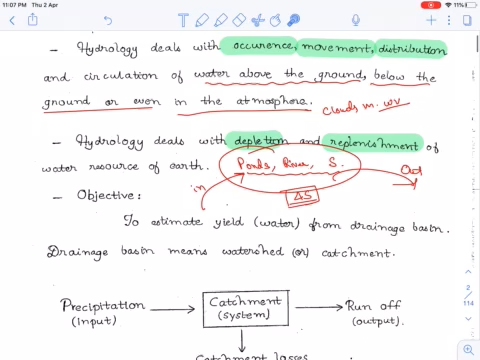 11:07 PM Thu 2 Apr
11%
- Hydrology deals with occurence, movement, distribution
and circulation of water above the ground, below the
ground or even in the atmosphere.
clouds m. wv
- Hydrology deals with depletion and replenishment of
water resource of earth. Ponds, River, S.
in
Out
ΔS
- Objective:
To estimate yield (water) from drainage basin.
Drainage basin means watershed (or) catchment.
Precipitation (input)
Catchment (system)
Run off (output).
Catchment losses
2
/
114